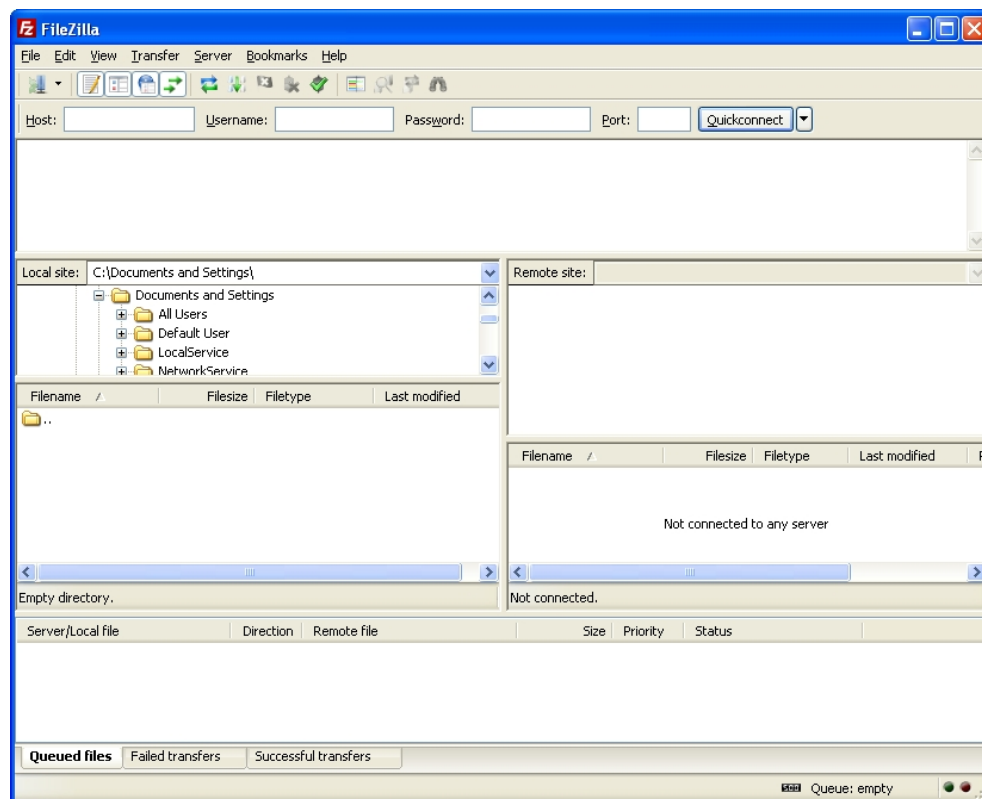 FileZilla
File Edit View Transfer Server Bookmarks Help
Host: Username: Password: Port: Quickconnect
Local site: C:\Documents and Settings\
Documents and Settings
All Users
Default User
LocalService
NetworkService
Filename Filesize Filetype Last modified
..
Empty directory.
Remote site:
Filename Filesize Filetype Last modified
Not connected to any server
Not connected.
Server/Local file Direction Remote file Size Priority Status
Queued files Failed transfers Successful transfers
Queue: empty